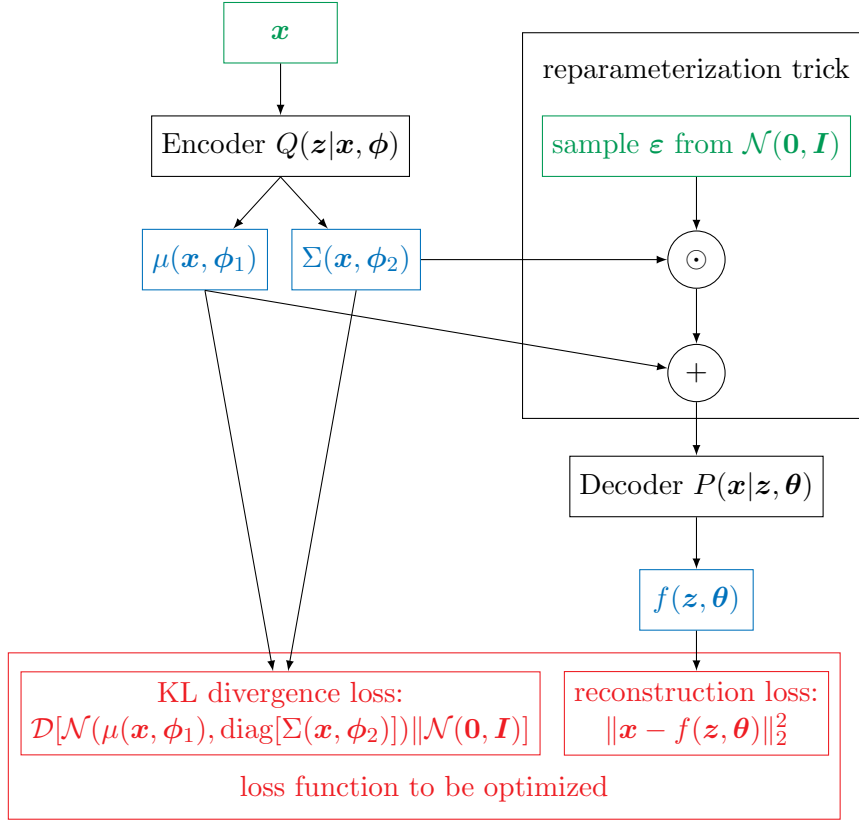 x
reparameterization trick
Encoder Q(z|x, ϕ)
sample ε from 𝒩(0, I)
μ(x, ϕ₁)
Σ(x, ϕ₂)
⊙
+
Decoder P(x|z, θ)
f(z, θ)
KL divergence loss:
𝒟[𝒩(μ(x, ϕ₁), diag[Σ(x, ϕ₂)])‖𝒩(0, I)]
reconstruction loss:
‖x − f(z, θ)‖₂²
loss function to be optimized